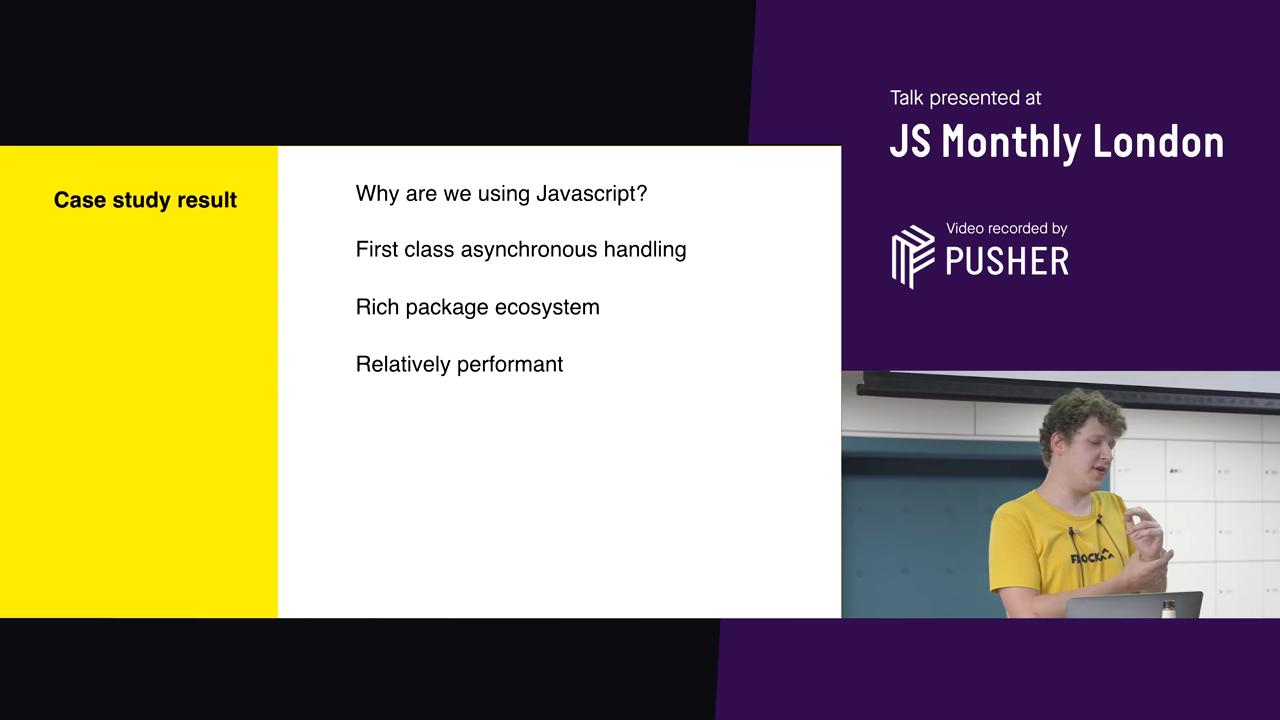 Case study result
Why are we using Javascript?
First class asynchronous handling
Rich package ecosystem
Relatively performant
Talk presented at
JS Monthly London
Video recorded by
PUSHER